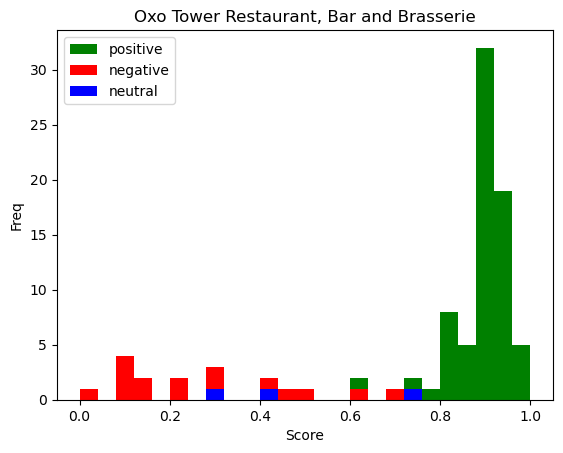 Oxo Tower Restaurant, Bar and Brasserie
positive
negative
neutral
30
25
20
15
10
5
0
Freq
0.0 0.2 0.4 0.6 0.8 1.0
Score